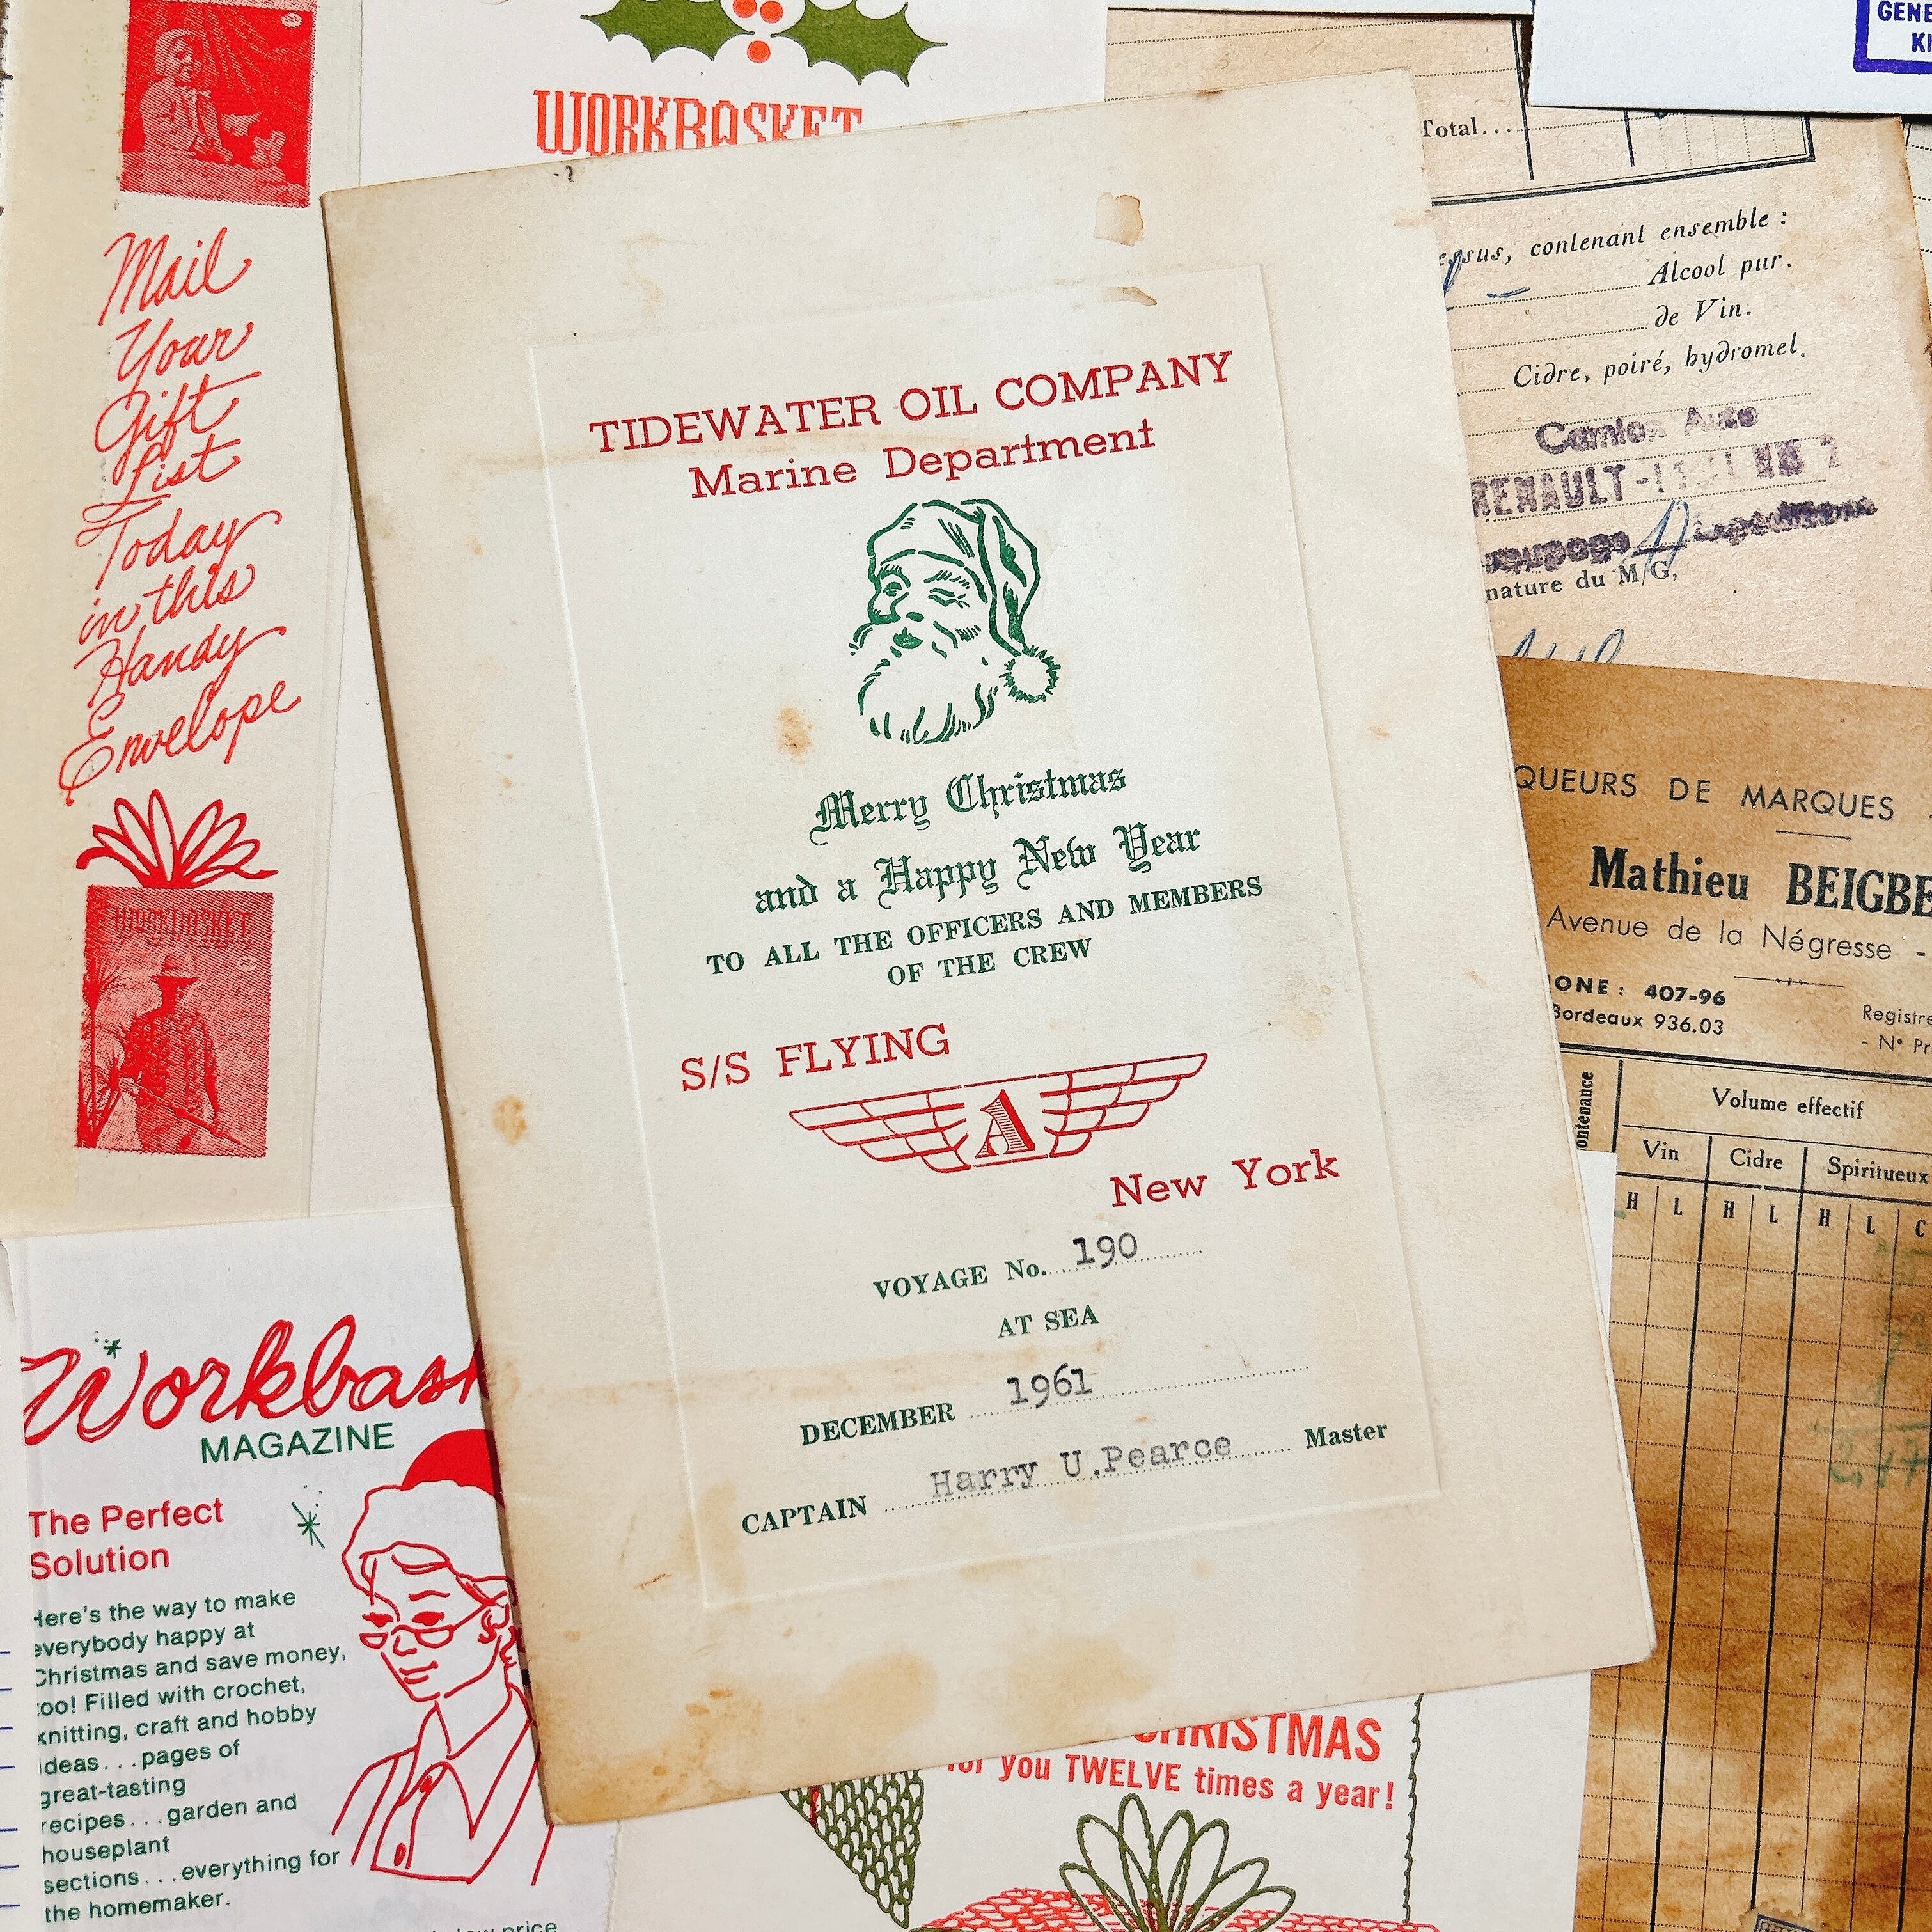 WORKBASKET
Mail
Your
Gift
List
Today
in this
Handy
Envelope
WORKBASKET
TIDEWATER OIL COMPANY
Marine Department
Merry Christmas
and a Happy New Year
TO ALL THE OFFICERS AND MEMBERS
OF THE CREW
S/S FLYING
A
New York
VOYAGE No. 190
AT SEA
DECEMBER 1961
CAPTAIN Harry U.Pearce Master
Total....
contenant ensemble :
Alcool pur.
de Vin.
Cidre, poiré, hydromel.
Camion Auto
RENAULT
du M/G,
DE MARQUES
Mathieu
Avenue de la Négresse -
: 407-96
Bordeaux 936.03
- N°
Volume effectif
Vin Cidre Spiritueux
H L H L H L C
MAGAZINE
The Perfect
Solution
Here's the way to make
everybody happy at
Christmas and save money,
too! Filled with crochet,
knitting, craft and hobby
ideas...pages of
great-tasting
recipes...garden and
houseplant
sections...everything for
the homemaker.
price
CHRISTMAS
for you TWELVE times a year!